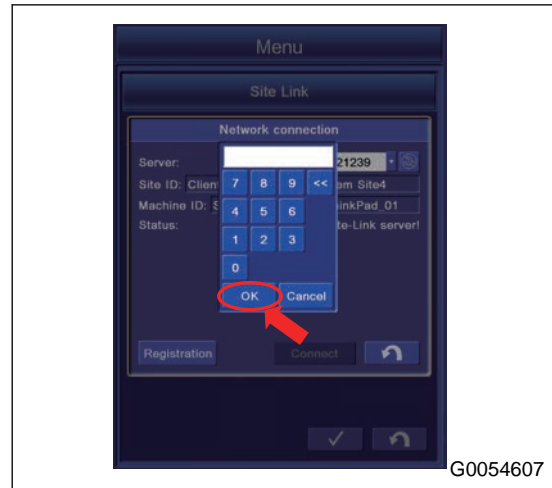 Menu
Site Link
Network connection
Server: 21239
Site ID: Clien em Site4
Machine ID: S inkPad_01
Status: te-Link server!
7 8 9 <<
4 5 6
1 2 3
0
OK Cancel
Registration Connect
G0054607